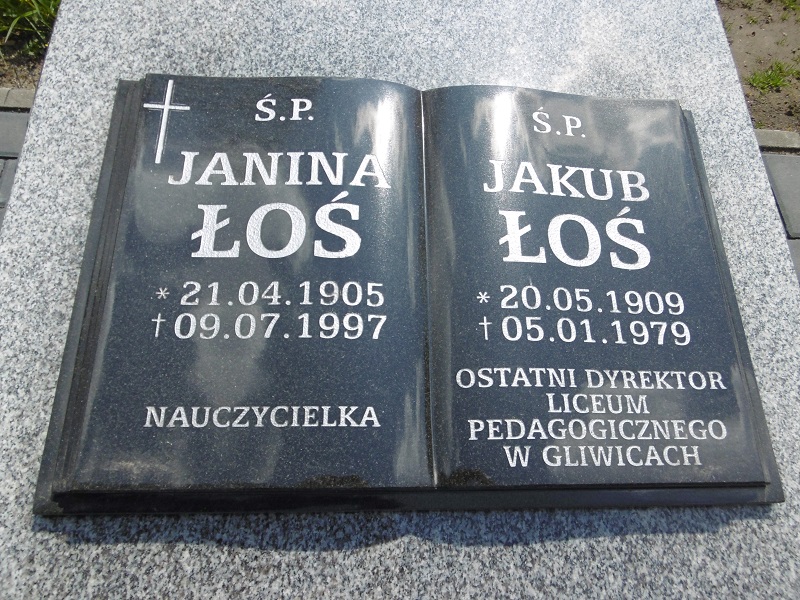 Ś.P.
JANINA
ŁOŚ
* 21.04.1905
† 09.07.1997
NAUCZYCIELKA
Ś.P.
JAKUB
ŁOŚ
* 20.05.1909
† 05.01.1979
OSTATNI DYREKTOR
LICEUM
PEDAGOGICZNEGO
W GLIWICACH